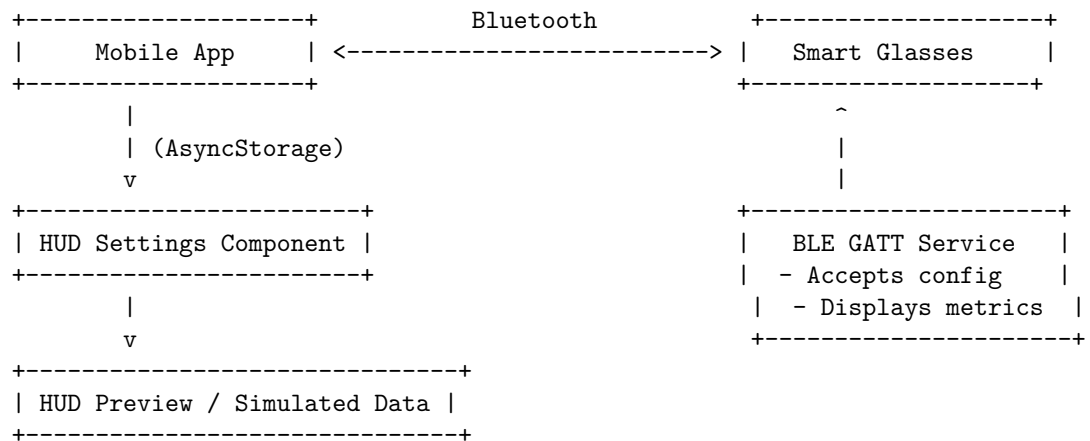 Bluetooth
Mobile App
Smart Glasses
(AsyncStorage)
HUD Settings Component
BLE GATT Service
- Accepts config
- Displays metrics
HUD Preview / Simulated Data